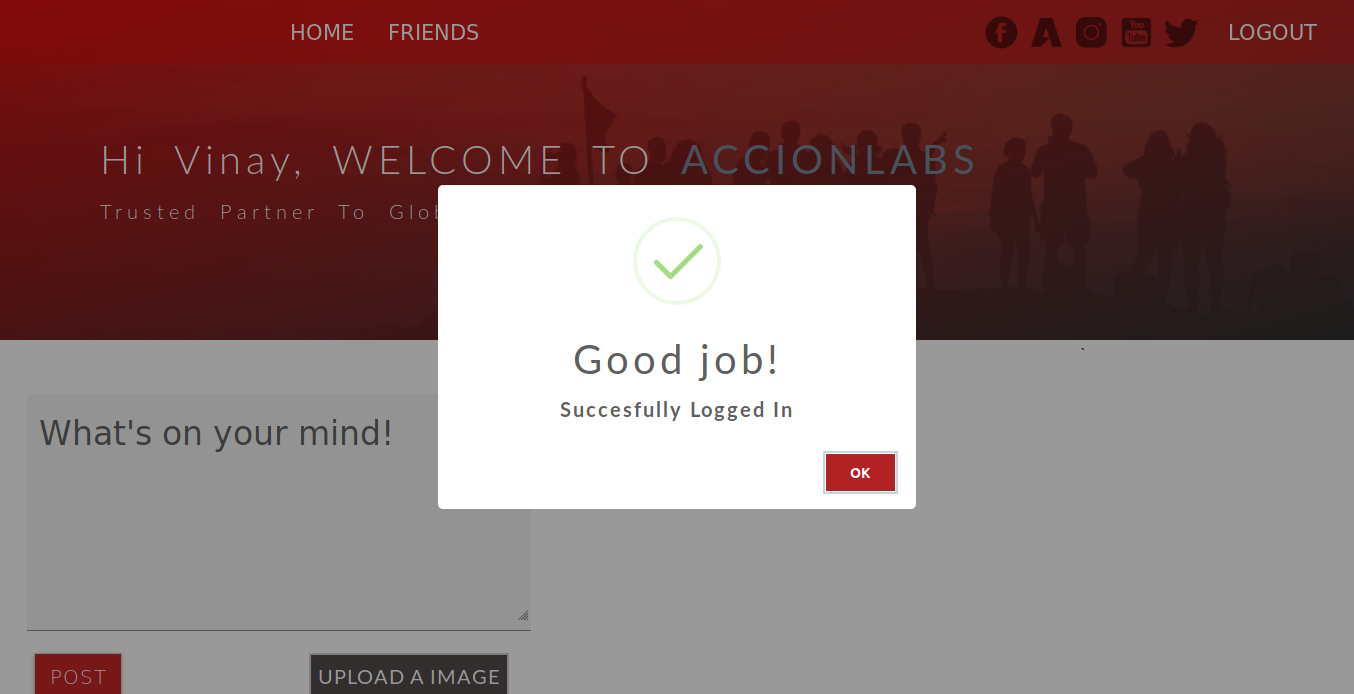 HOME FRIENDS You Tube LOGOUT
Hi Vinay, WELCOME TO ACCIONLABS
Trusted Partner To
Good job!
Succesfully Logged In
OK
What's on your mind!
POST UPLOAD A IMAGE